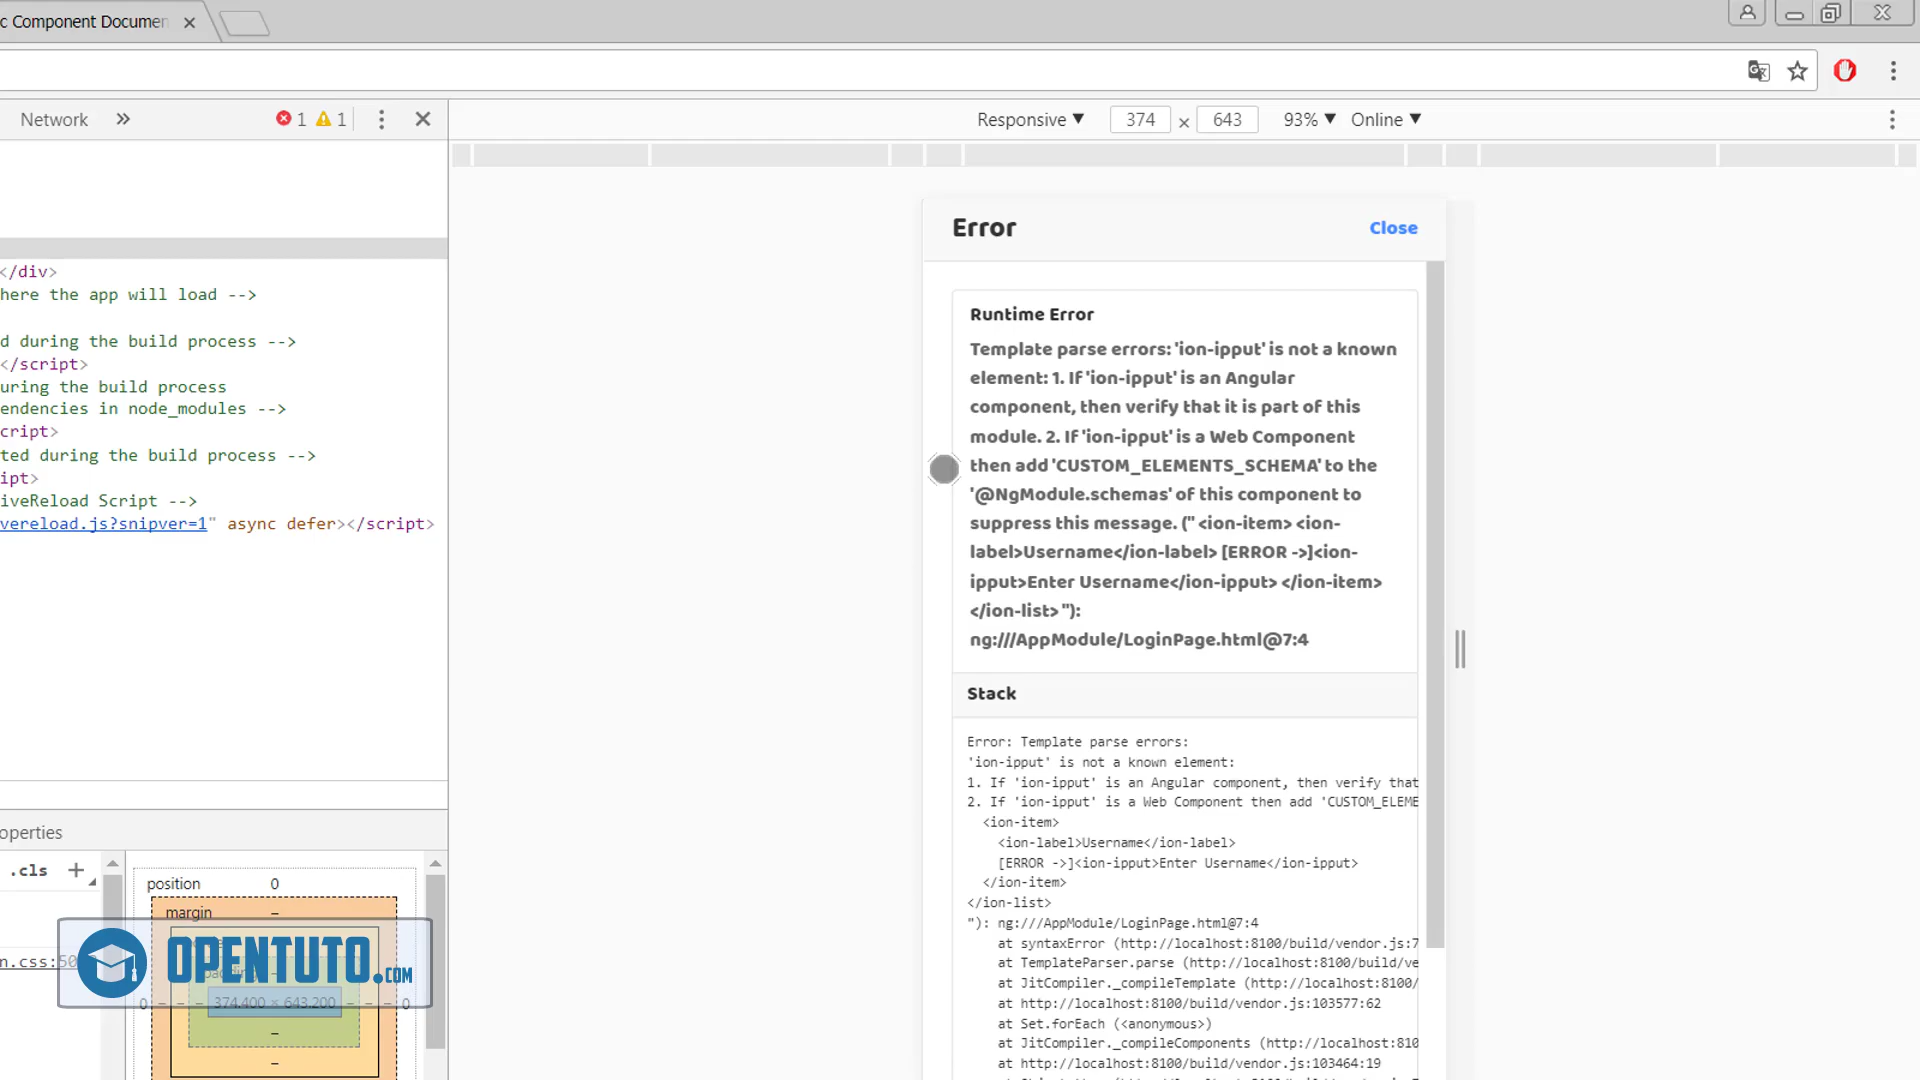 c Component Documen
Network
1
1
Responsive
374
×
643
93%
Online
</div>
here the app will load -->
d during the build process -->
</script>
uring the build process
endencies in node_modules -->
cript>
ted during the build process -->
ipt>
iveReload Script -->
vereload.js?snipver=1" async defer></script>
operties
.cls
+
position
0
margin
–
n.css:50
374.400 × 643.200
0
–
–
–
–
–
–
0
–
–
OPENTUTO.COM
Error
Close
Runtime Error
Template parse errors: 'ion-ipput' is not a known
element: 1. If 'ion-ipput' is an Angular
component, then verify that it is part of this
module. 2. If 'ion-ipput' is a Web Component
then add 'CUSTOM_ELEMENTS_SCHEMA' to the
'@NgModule.schemas' of this component to
suppress this message. (" <ion-item> <ion-
label>Username</ion-label> [ERROR ->]<ion-
ipput>Enter Username</ion-ipput> </ion-item>
</ion-list> "):
ng:///AppModule/LoginPage.html@7:4
Stack
Error: Template parse errors:
'ion-ipput' is not a known element:
1. If 'ion-ipput' is an Angular component, then verify that
2. If 'ion-ipput' is a Web Component then add 'CUSTOM_ELEME
<ion-item>
<ion-label>Username</ion-label>
[ERROR ->]<ion-ipput>Enter Username</ion-ipput>
</ion-item>
</ion-list>
"): ng:///AppModule/LoginPage.html@7:4
at syntaxError (http://localhost:8100/build/vendor.js:7
at TemplateParser.parse (http://localhost:8100/build/ve
at JitCompiler._compileTemplate (http://localhost:8100/
at http://localhost:8100/build/vendor.js:103577:62
at Set.forEach (<anonymous>)
at JitCompiler._compileComponents (http://localhost:810
at http://localhost:8100/build/vendor.js:103464:19